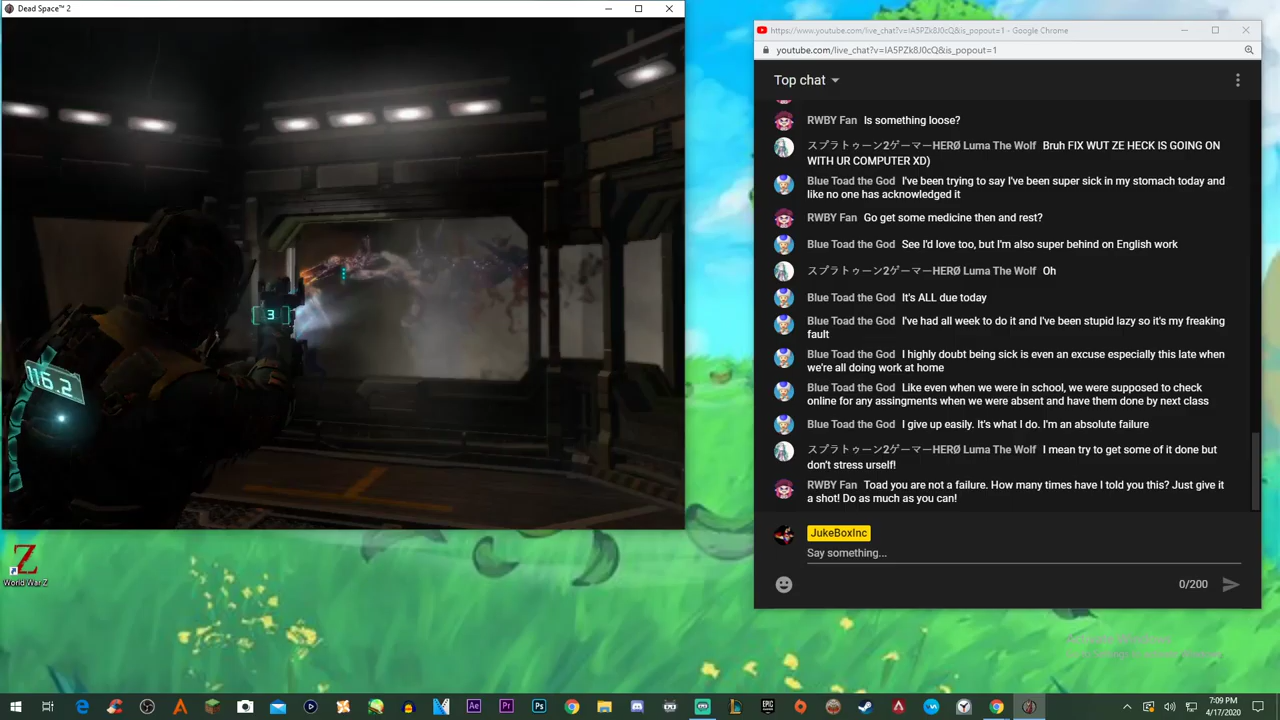 Dead Space™ 2
3
116.2
Z
World War Z
https://www.youtube.com/live_chat?v=IA5PZk8J0cQ&is_popout=1 - Google Chrome
youtube.com/live_chat?v=IA5PZk8J0cQ&is_popout=1
Top chat
RWBY Fan Is something loose?
スプラトゥーン2ゲーマーHERØ Luma The Wolf Bruh FIX WUT ZE HECK IS GOING ON
WITH UR COMPUTER XD)
Blue Toad the God I've been trying to say I've been super sick in my stomach today and
like no one has acknowledged it
RWBY Fan Go get some medicine then and rest?
Blue Toad the God See I'd love too, but I'm also super behind on English work
スプラトゥーン2ゲーマーHERØ Luma The Wolf Oh
Blue Toad the God It's ALL due today
Blue Toad the God I've had all week to do it and I've been stupid lazy so it's my freaking
fault
Blue Toad the God I highly doubt being sick is even an excuse especially this late when
we're all doing work at home
Blue Toad the God Like even when we were in school, we were supposed to check
online for any assingments when we were absent and have them done by next class
Blue Toad the God I give up easily. It's what I do. I'm an absolute failure
スプラトゥーン2ゲーマーHERØ Luma The Wolf I mean try to get some of it done but
don't stress urself!
RWBY Fan Toad you are not a failure. How many times have I told you this? Just give it
a shot! Do as much as you can!
JukeBoxInc
Say something...
0/200
Ae
Pr
Ps
EPIC
7:09 PM
4/17/2020